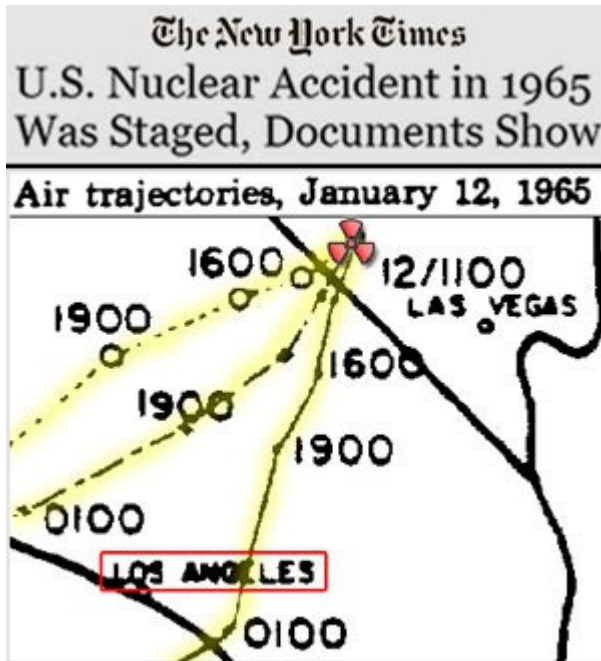 The New York Times
U.S. Nuclear Accident in 1965
Was Staged, Documents Show
Air trajectories, January 12, 1965
1600
12/1100
LAS VEGAS
1900
1600
1900
1900
0100
LOS ANGELES
0100